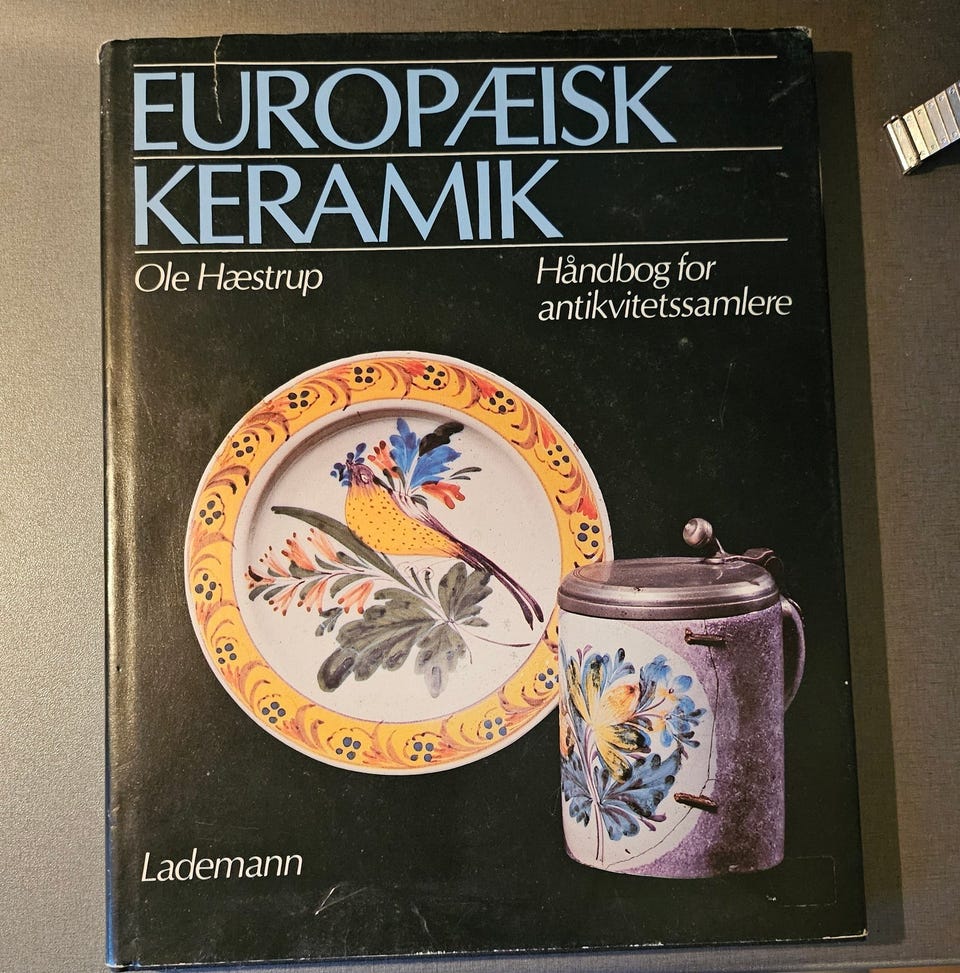 EUROPÆISK
KERAMIK
Ole Hæstrup
Håndbog for
antikvitetssamlere
Lademann